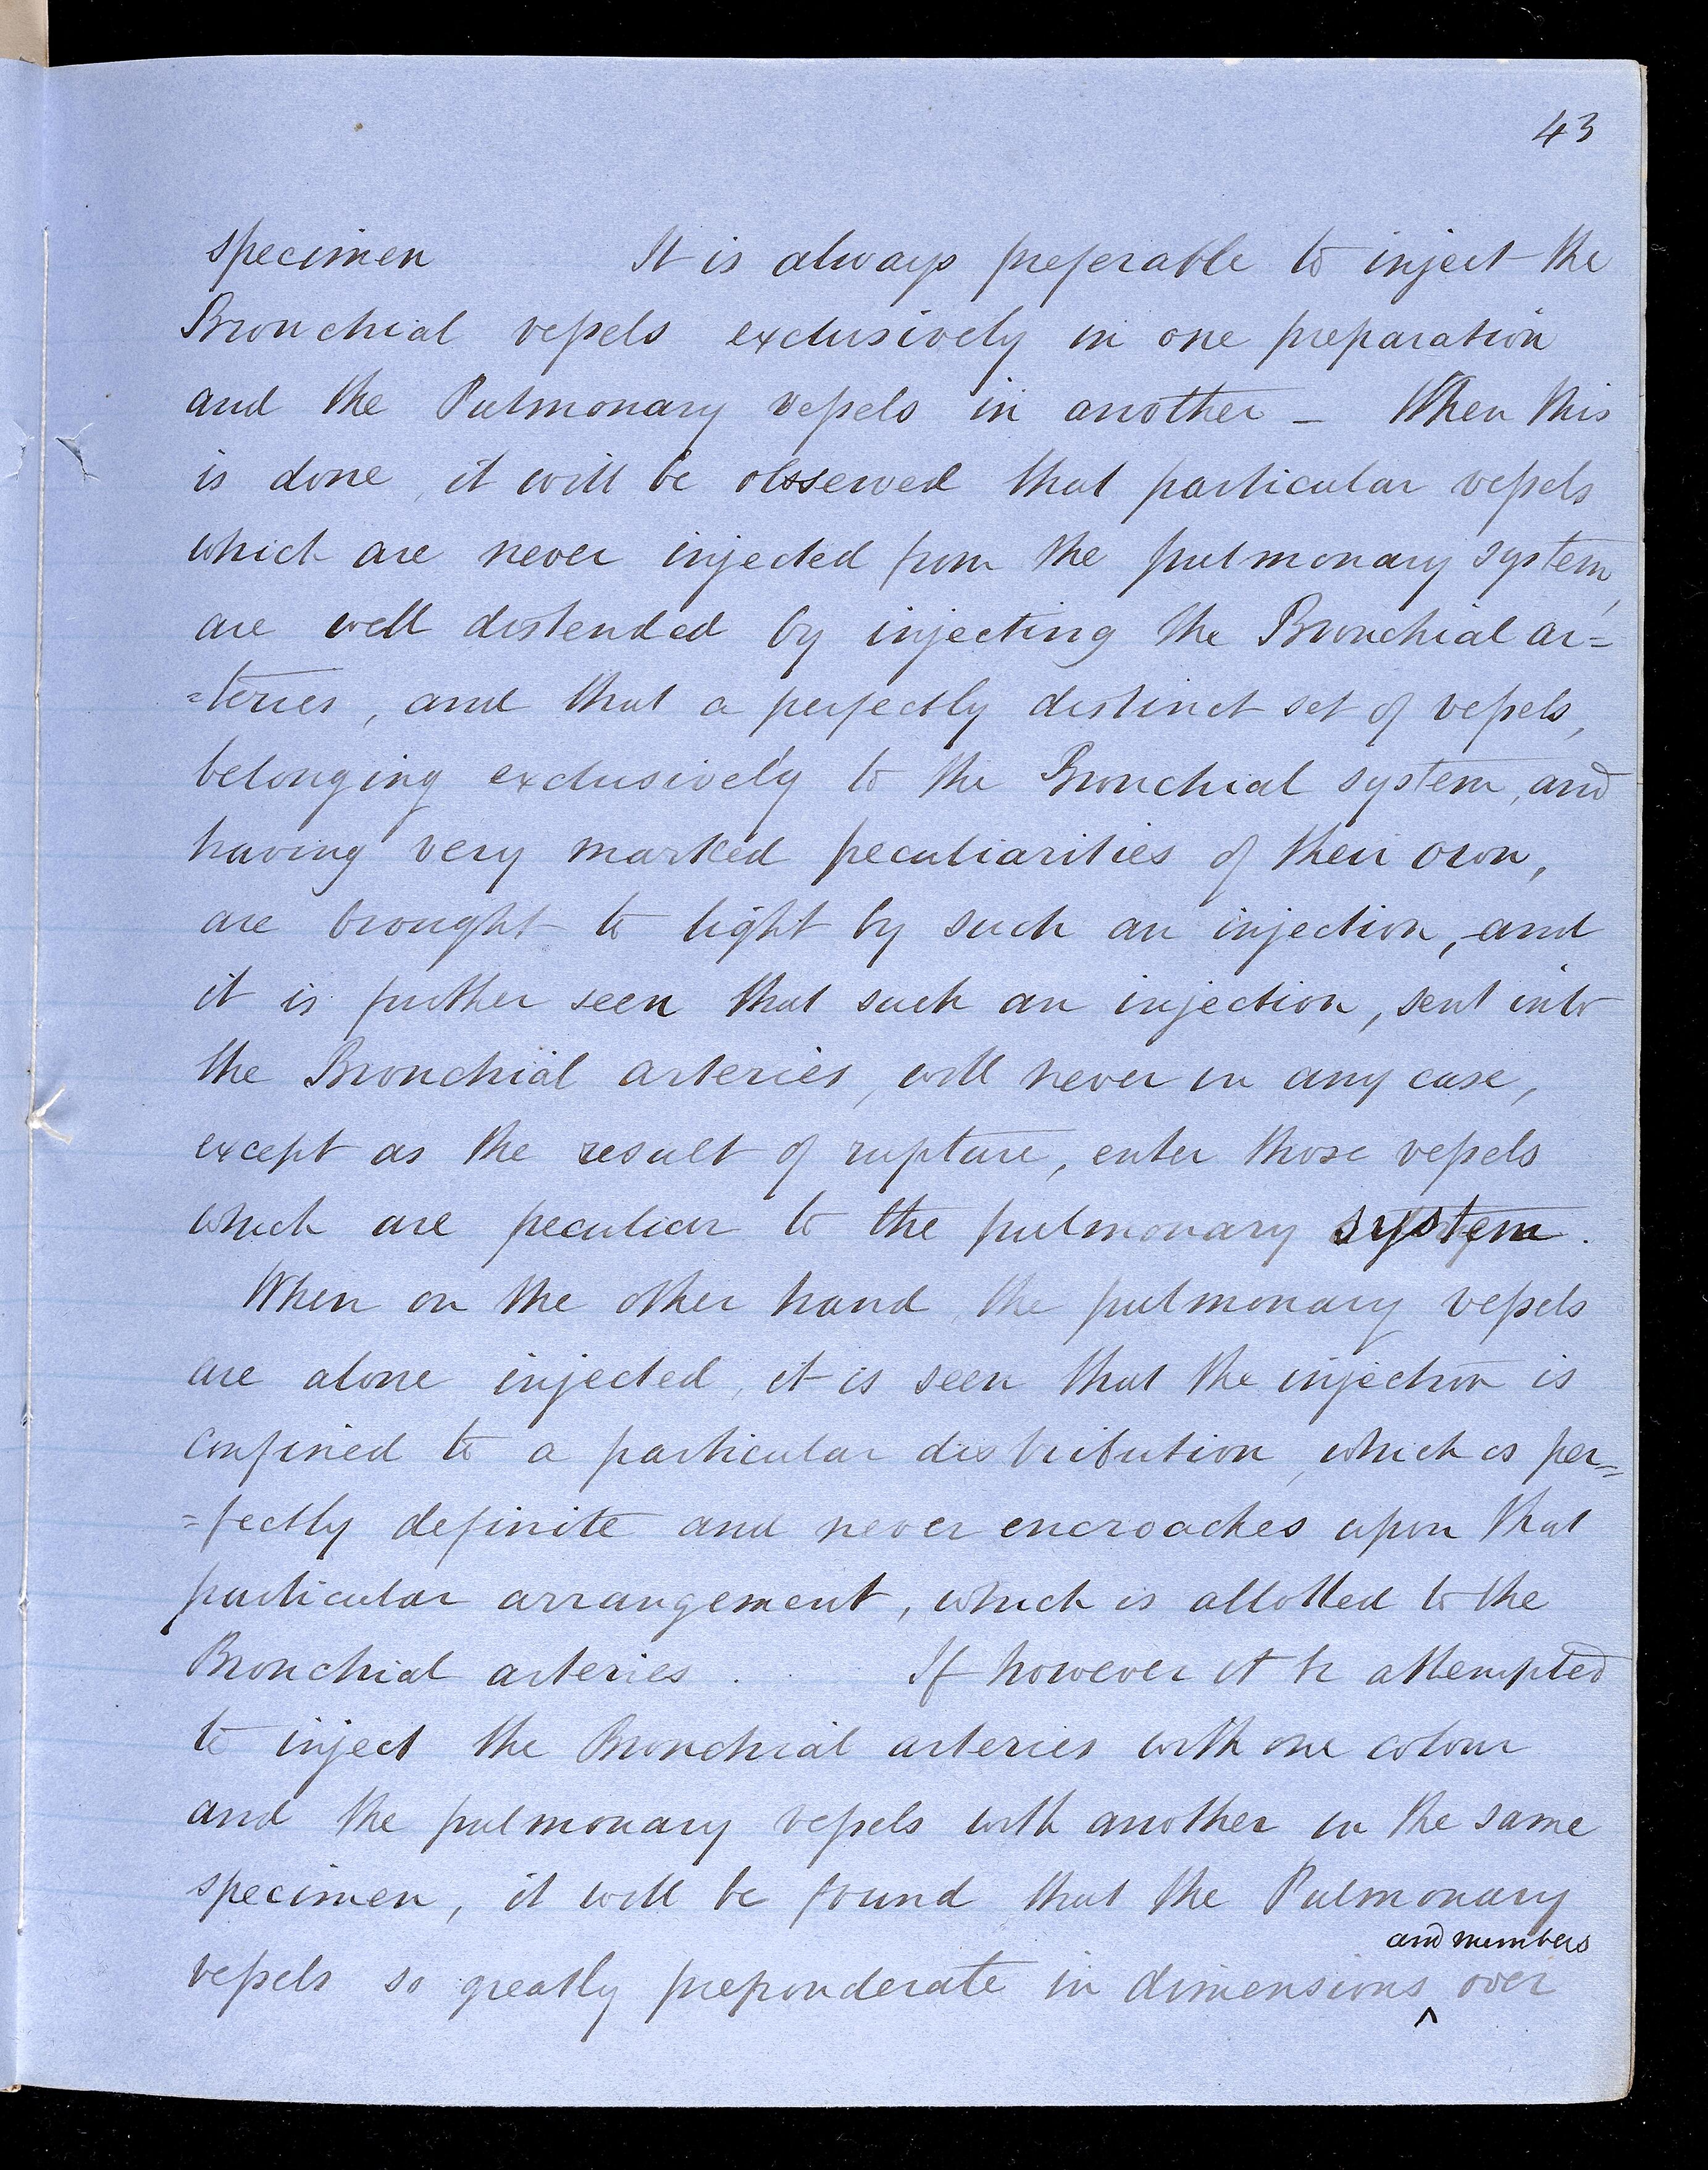 43
specimen It is always preferable to inject the
Bronchial vessels exclusively in one preparation
and the Pulmonary vessels in another — When this
is done, it will be obsserved that particular vessels
which are never injected from the pulmonary system,
are well distended by injecting the Bronchial ar=
=teries, and that a perfectly distinct set of vessels,
belonging exclusively to the Bronchial system, and
having very marked peculiarities of their own,
are brought to light by such an injection, and
it is further seen that such an injection, sent into
the Bronchial arteries, will never in any case,
except as the result of rupture, enter those vessels
which are peculiar to the pulmonary system.
When on the other hand, the pulmonary vessels
are alone injected, it is seen that the injection is
confined to a particular distribution, which is per=
=fectly definite and never encroaches upon that
particular arrangement, which is allotted to the
Bronchial arteries. If however it be attempted
to inject the Bronchial arteries with one colour
and the pulmonary vessels with another in the same
specimen, it will be found that the Pulmonary
and numbers
vessels so greatly preponderate in dimensions ^ over